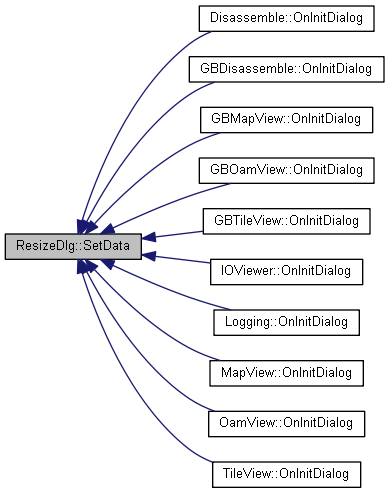 Disassemble::OnInitDialog
GBDisassemble::OnInitDialog
GBMapView::OnInitDialog
GBOamView::OnInitDialog
GBTileView::OnInitDialog
ResizeDlg::SetData
IOViewer::OnInitDialog
Logging::OnInitDialog
MapView::OnInitDialog
OamView::OnInitDialog
TileView::OnInitDialog